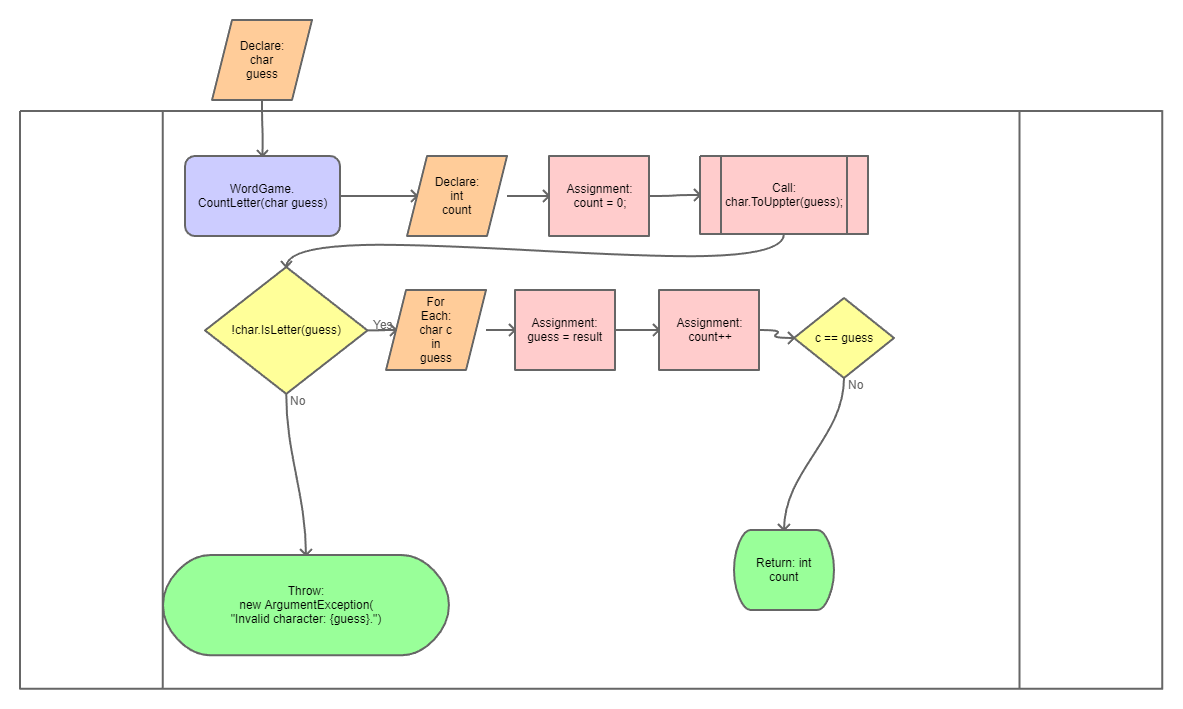 Declare:
char
guess
WordGame.
CountLetter(char guess)
Declare:
int
count
Assignment:
count = 0;
Call:
char.ToUppter(guess);
!char.IsLetter(guess)
Yes
For
Each:
char c
in
guess
Assignment:
guess = result
Assignment:
count++
c == guess
No
No
Throw:
new ArgumentException(
"Invalid character: {guess}.")
Return: int
count